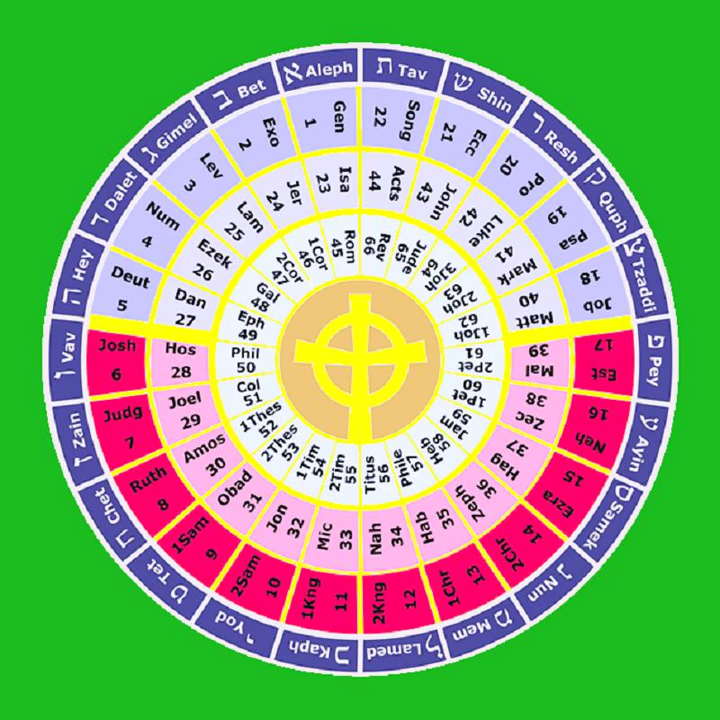 א Aleph
ב Bet
ג Gimel
ד Dalet
ה Hey
ו Vav
ז Zain
ח Chet
ט Tet
י Yod
כ Kaph
ל Lamed
מ Mem
נ Nun
ס Samek
ע Ayin
פ Pey
צ Tzaddi
ק Quph
ר Resh
ש Shin
ת Tav
Gen
1
Exo
2
Lev
3
Num
4
Deut
5
Josh
6
Judg
7
Ruth
8
1Sam
9
2Sam
10
1Kng
11
2Kng
12
1Chr
13
2Chr
14
Ezra
15
Neh
16
Est
17
Job
18
Psa
19
Pro
20
Ecc
21
Song
22
Isa
23
Jer
24
Lam
25
Ezek
26
Dan
27
Hos
28
Joel
29
Amos
30
Obad
31
Jon
32
Mic
33
Nah
34
Hab
35
Zeph
36
Hag
37
Zec
38
Mal
39
Matt
40
Mark
41
Luke
42
John
43
Acts
44
Rom
45
1Cor
46
2Cor
47
Gal
48
Eph
49
Phil
50
Col
51
1Thes
52
2Thes
53
1Tim
54
2Tim
55
Titus
56
Phile
57
Heb
58
Jam
59
1Pet
60
2Pet
61
1Joh
62
2Joh
63
3Joh
64
Jude
65
Rev
66